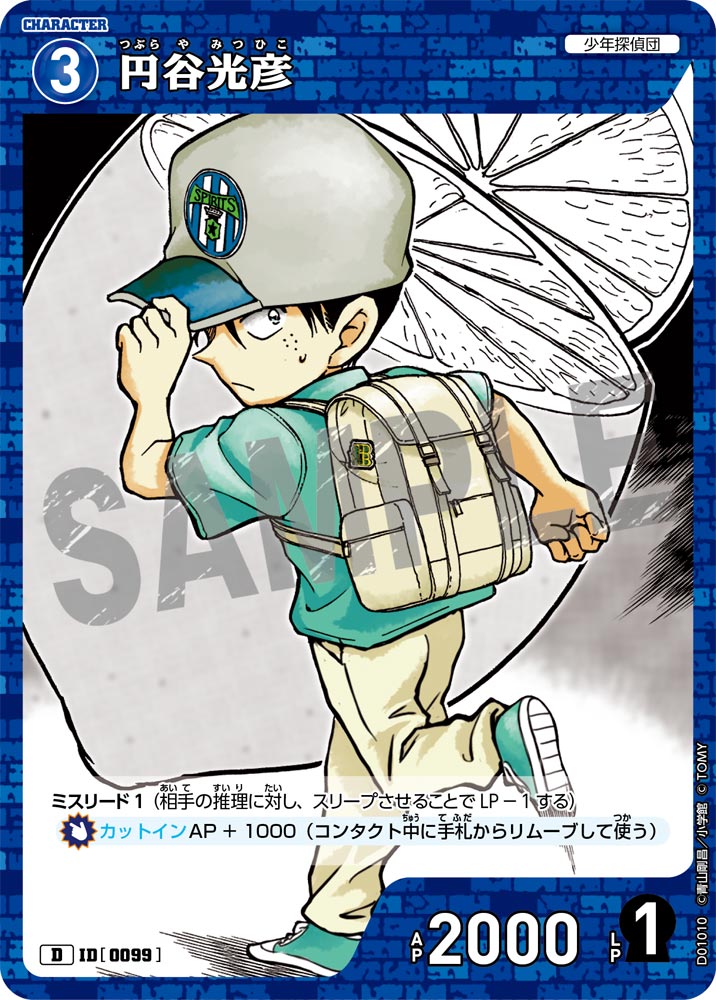 CHARACTER
3
つぶらやみつひこ
円谷光彦
少年探偵団
SPIRITS
B
SAMPLE
ミスリード1(相手の推理に対し、スリープさせることでLP-1する)
カットインAP+1000(コンタクト中に手札からリムーブして使う)
D ID[0099]
AP 2000
LP 1
D01010 ©青山剛昌/小学館 ©TOMY